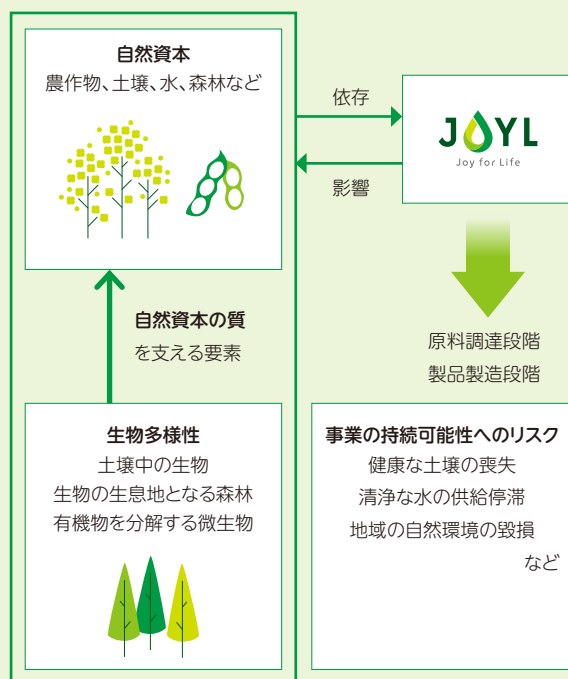 自然資本
農作物、土壌、水、森林など
依存
影響
JOYL
Joy for Life
自然資本の質
を支える要素
原料調達段階
製品製造段階
生物多様性
土壌中の生物
生物の生息地となる森林
有機物を分解する微生物
事業の持続可能性へのリスク
健康な土壌の喪失
清浄な水の供給停滞
地域の自然環境の毀損
など